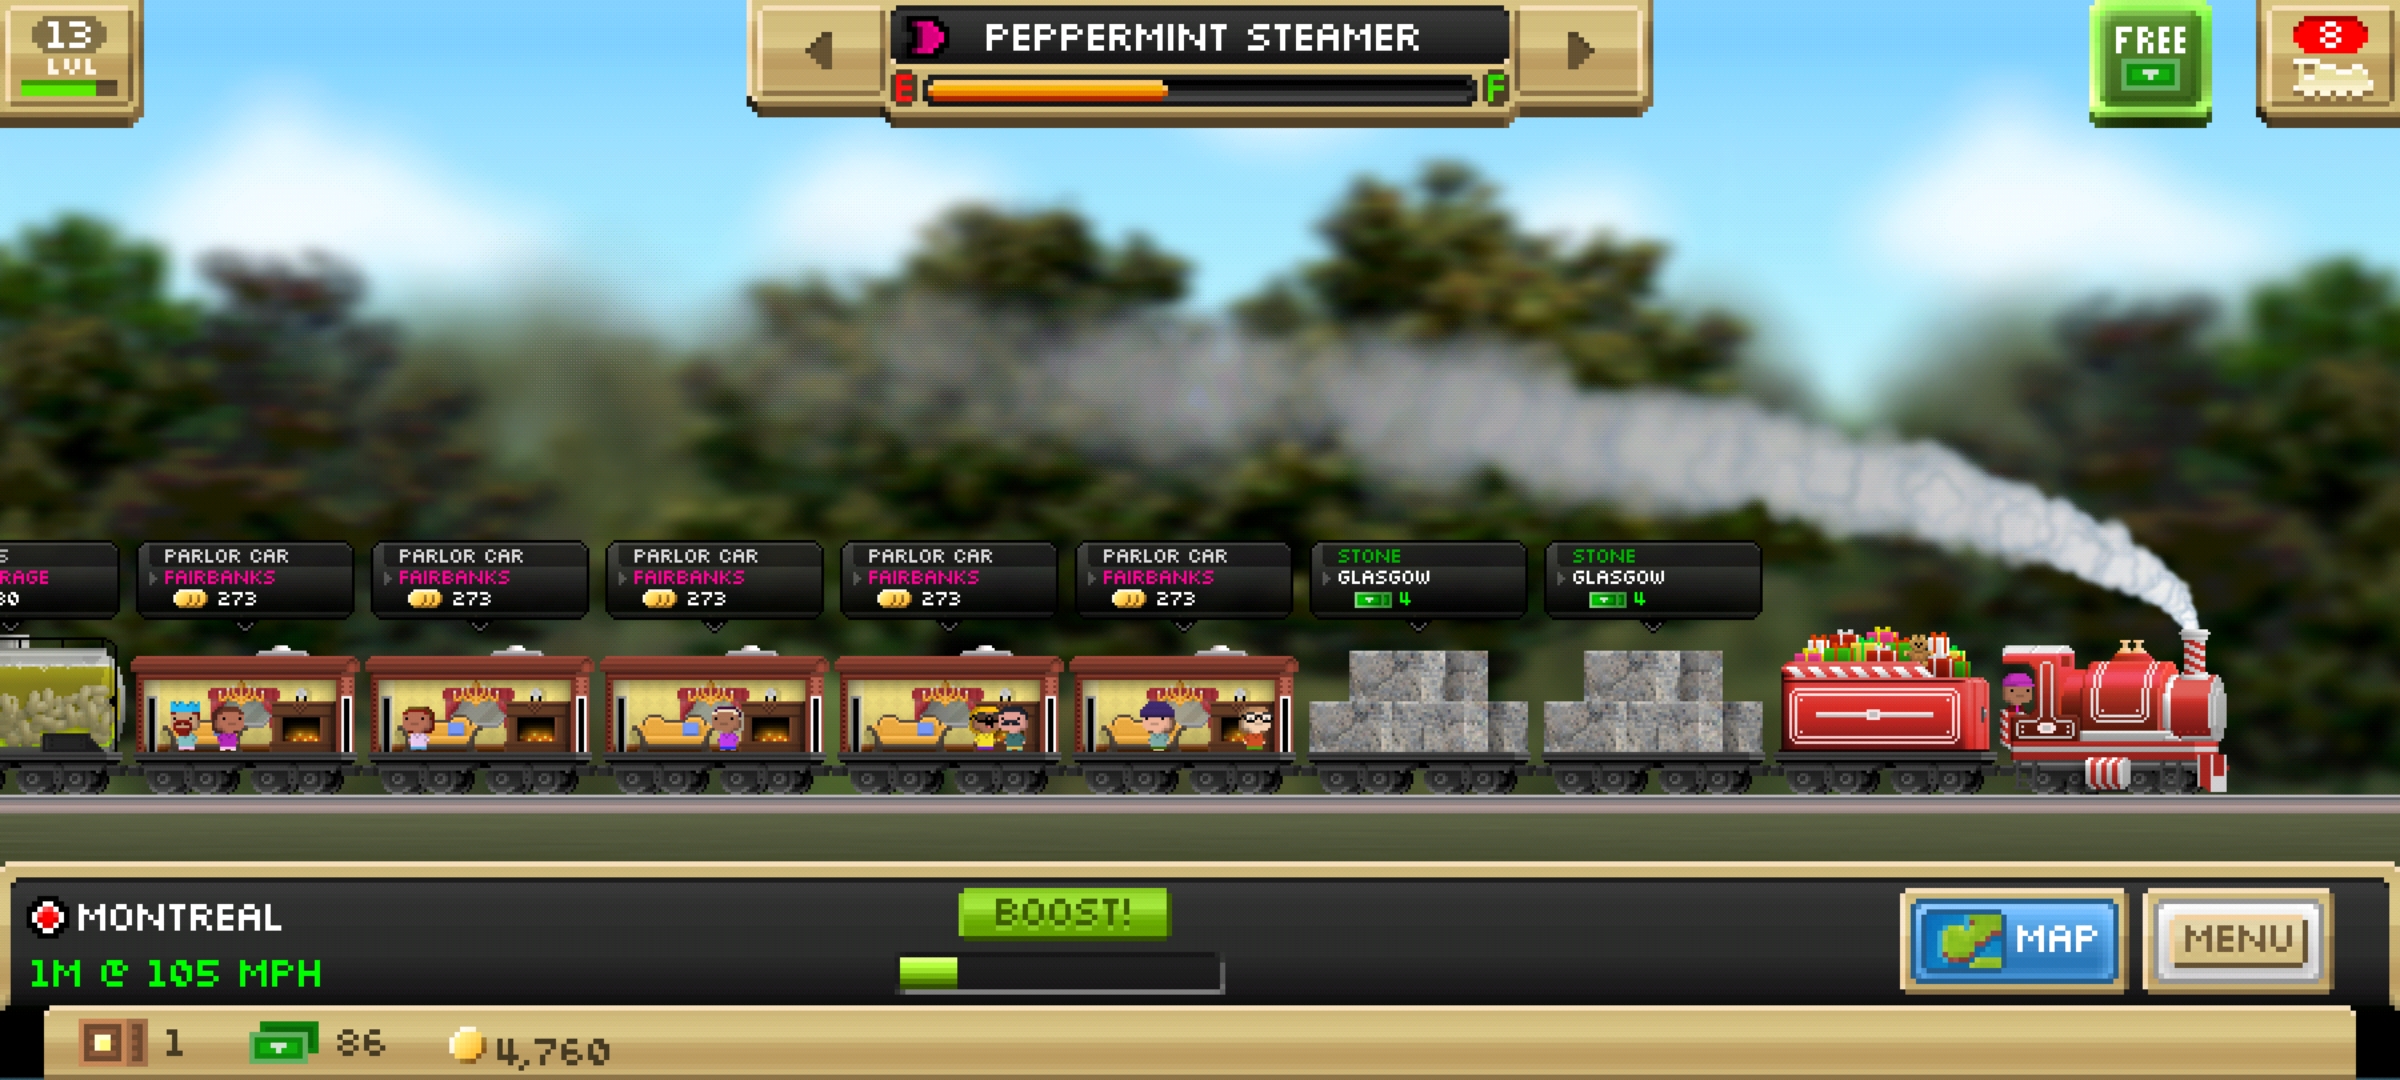 13
LVL
PEPPERMINT STEAMER
E F
FREE
8
S
RAGE
30
PARLOR CAR
FAIRBANKS
273
PARLOR CAR
FAIRBANKS
273
PARLOR CAR
FAIRBANKS
273
PARLOR CAR
FAIRBANKS
273
PARLOR CAR
FAIRBANKS
273
STONE
GLASGOW
4
STONE
GLASGOW
4
MONTREAL
1M @ 105 MPH
BOOST!
MAP
MENU
1
86
4,760